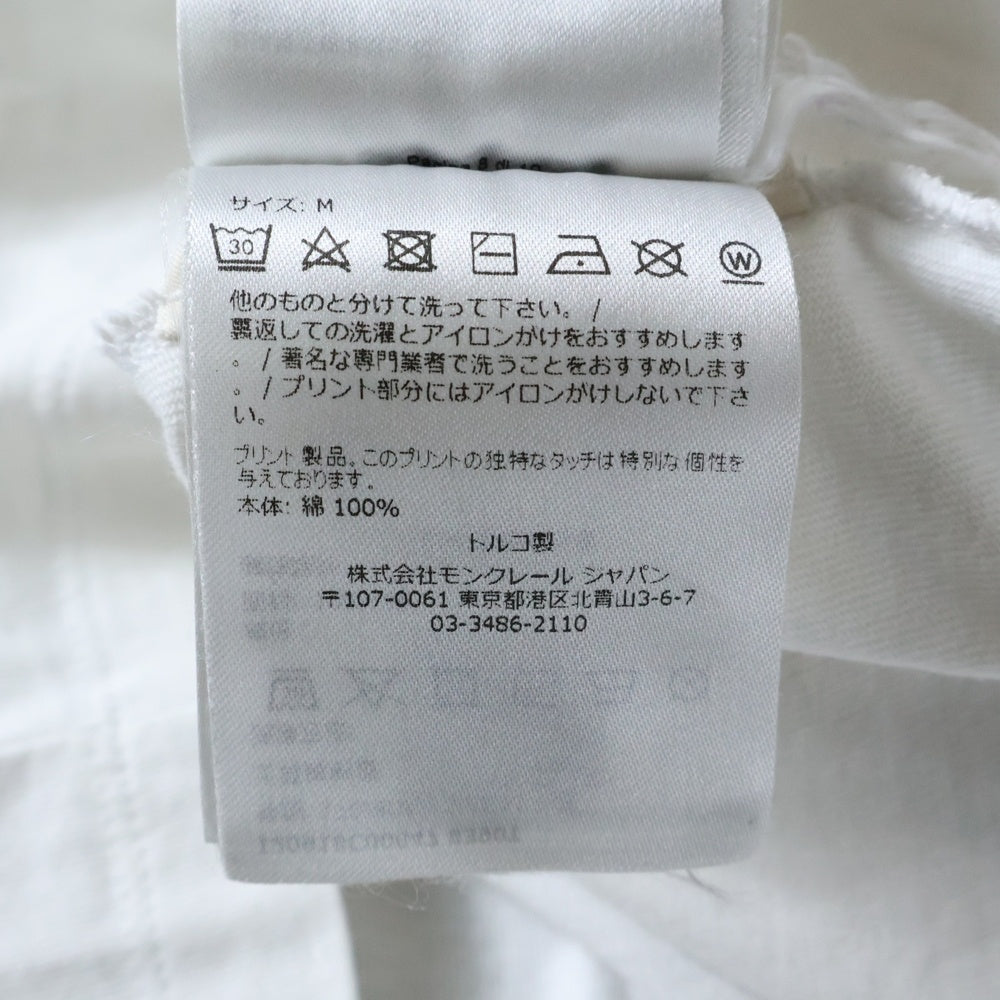 サイズ: M
30
W
他のものと分けて洗って下さい。 /
裏返しての洗濯とアイロンがけをおすすめします
。 / 著名な専門業者で洗うことをおすすめします
。 / プリント部分にはアイロンがけしないで下さ
い。
プリント製品。このプリントの独特なタッチは特別な個性を
与えております。
本体: 綿 100%
トルコ製
株式会社モンクレール ジャパン
〒107-0061 東京都港区北青山3-6-7
03-3486-2110